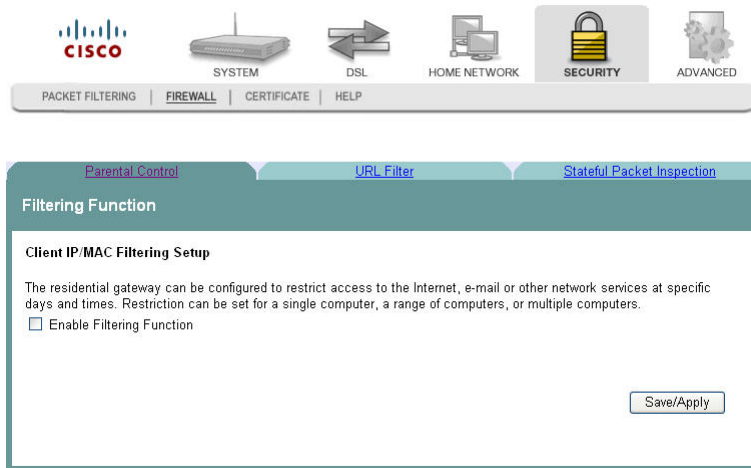 CISCO
SYSTEM
DSL
HOME NETWORK
SECURITY
ADVANCED
PACKET FILTERING | FIREWALL | CERTIFICATE | HELP
Parental Control
URL Filter
Stateful Packet Inspection
Filtering Function
Client IP/MAC Filtering Setup
The residential gateway can be configured to restrict access to the Internet, e-mail or other network services at specific
days and times. Restriction can be set for a single computer, a range of computers, or multiple computers.
Enable Filtering Function
Save/Apply